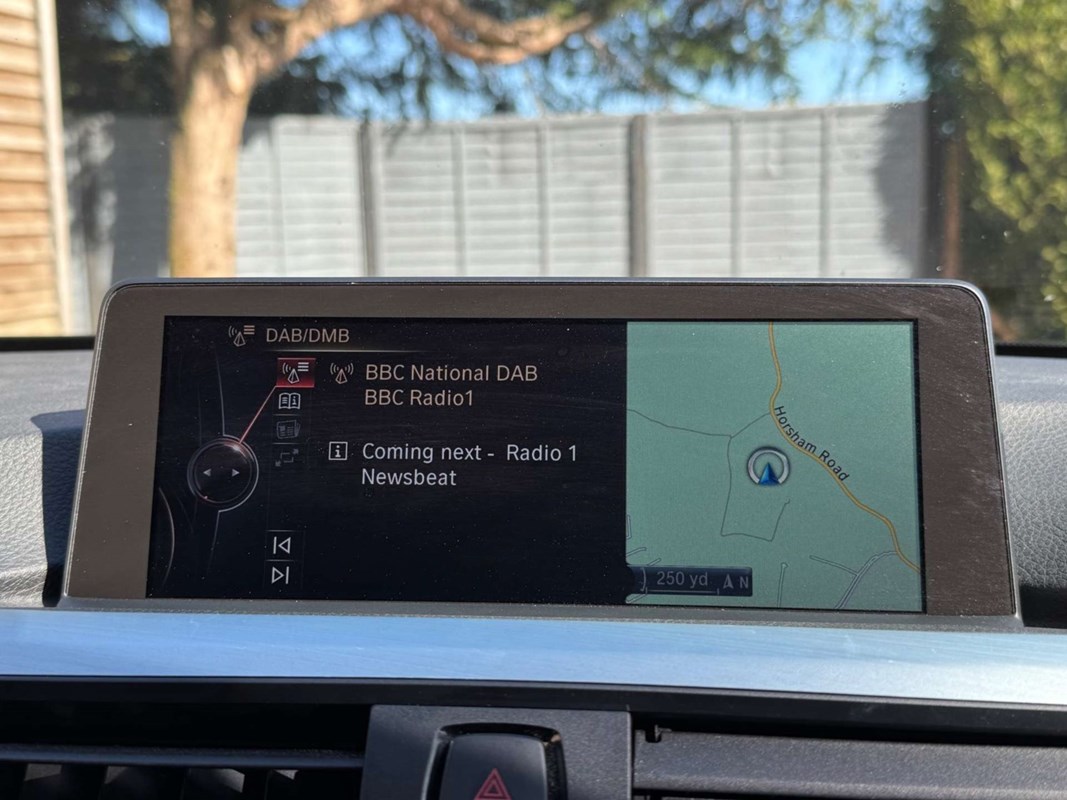 DAB/DMB
BBC National DAB
BBC Radio1
Coming next - Radio 1
Newsbeat
Horsham Road
250 yd
N